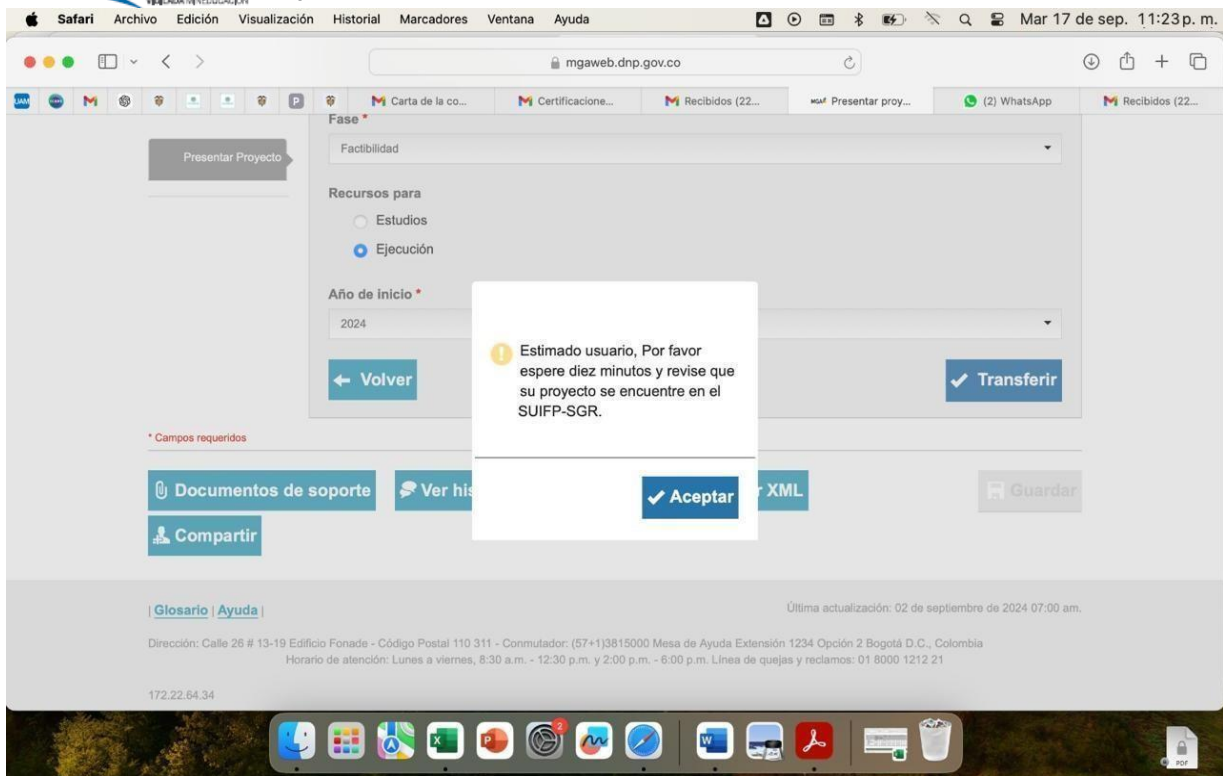 VIGILADA MINEDUCACIÓN
Safari Archivo Edición Visualización Historial Marcadores Ventana Ayuda Mar 17 de sep. 11:23 p. m.
mgaweb.dnp.gov.co
UAM P Carta de la co... Certificacione... Recibidos (22... MGA Presentar proy... (2) WhatsApp Recibidos (22...
Fase *
Presentar Proyecto
Factibilidad
Recursos para
Estudios
Ejecución
Año de inicio *
2024
Estimado usuario, Por favor
espere diez minutos y revise que
su proyecto se encuentre en el
SUIFP-SGR.
Volver
Transferir
* Campos requeridos
Documentos de soporte
Ver his
Aceptar
r XML
Guardar
Compartir
| Glosario | Ayuda |
Última actualización: 02 de septiembre de 2024 07:00 am.
Dirección: Calle 26 # 13-19 Edificio Fonade - Código Postal 110 311 - Conmutador: (57+1)3815000 Mesa de Ayuda Extensión 1234 Opción 2 Bogotá D.C., Colombia
Horario de atención: Lunes a viernes, 8:30 a.m. - 12:30 p.m. y 2:00 p.m. - 6:00 p.m. Línea de quejas y reclamos: 01 8000 1212 21
172.22.64.34
2
PDF